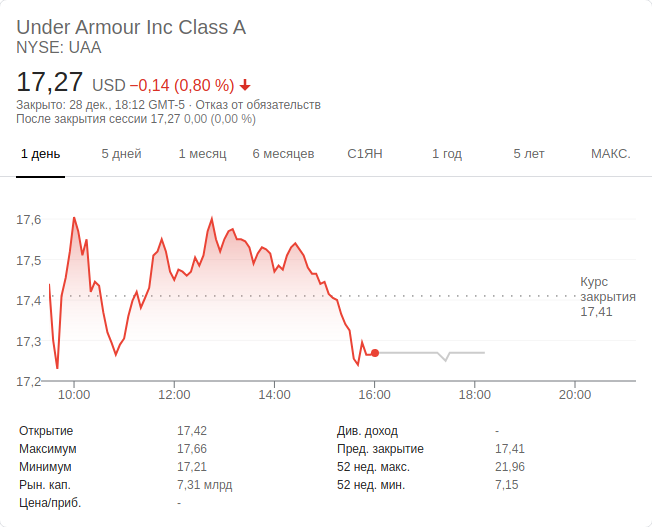 Under Armour Inc Class A
NYSE: UAA
17,27 USD −0,14 (0,80 %)
Закрыто: 28 дек., 18:12 GMT-5 · Отказ от обязательств
После закрытия сессии 17,27 0,00 (0,00 %)
1 день 5 дней 1 месяц 6 месяцев С1ЯН 1 год 5 лет МАКС.
17,6
17,5
17,4
17,3
17,2
Курс
закрытия
17,41
10:00 12:00 14:00 16:00 18:00 20:00
Открытие 17,42 Див. доход -
Максимум 17,66 Пред. закрытие 17,41
Минимум 17,21 52 нед. макс. 21,96
Рын. кап. 7,31 млрд 52 нед. мин. 7,15
Цена/приб. -